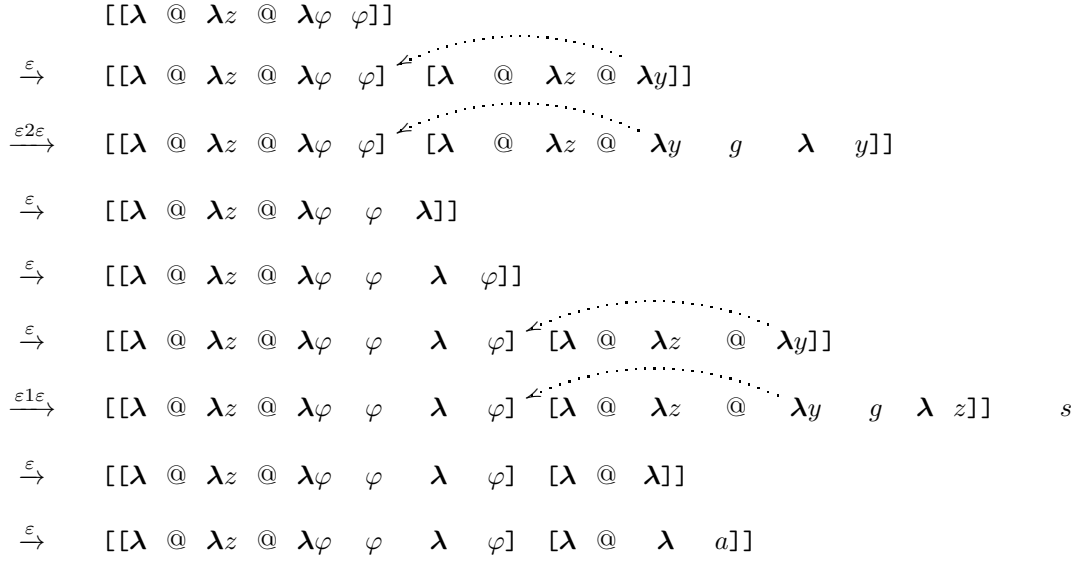 [[λ @ λz @ λφ φ]]
ε→ [[λ @ λz @ λφ φ] [λ @ λz @ λy]]
ε2ε→ [[λ @ λz @ λφ φ] [λ @ λz @ λy g λ y]]
ε→ [[λ @ λz @ λφ φ λ]]
ε→ [[λ @ λz @ λφ φ λ φ]]
ε→ [[λ @ λz @ λφ φ λ φ] [λ @ λz @ λy]]
ε1ε→ [[λ @ λz @ λφ φ λ φ] [λ @ λz @ λy g λ z]] s
ε→ [[λ @ λz @ λφ φ λ φ] [λ @ λ]]
ε→ [[λ @ λz @ λφ φ λ φ] [λ @ λ a]]